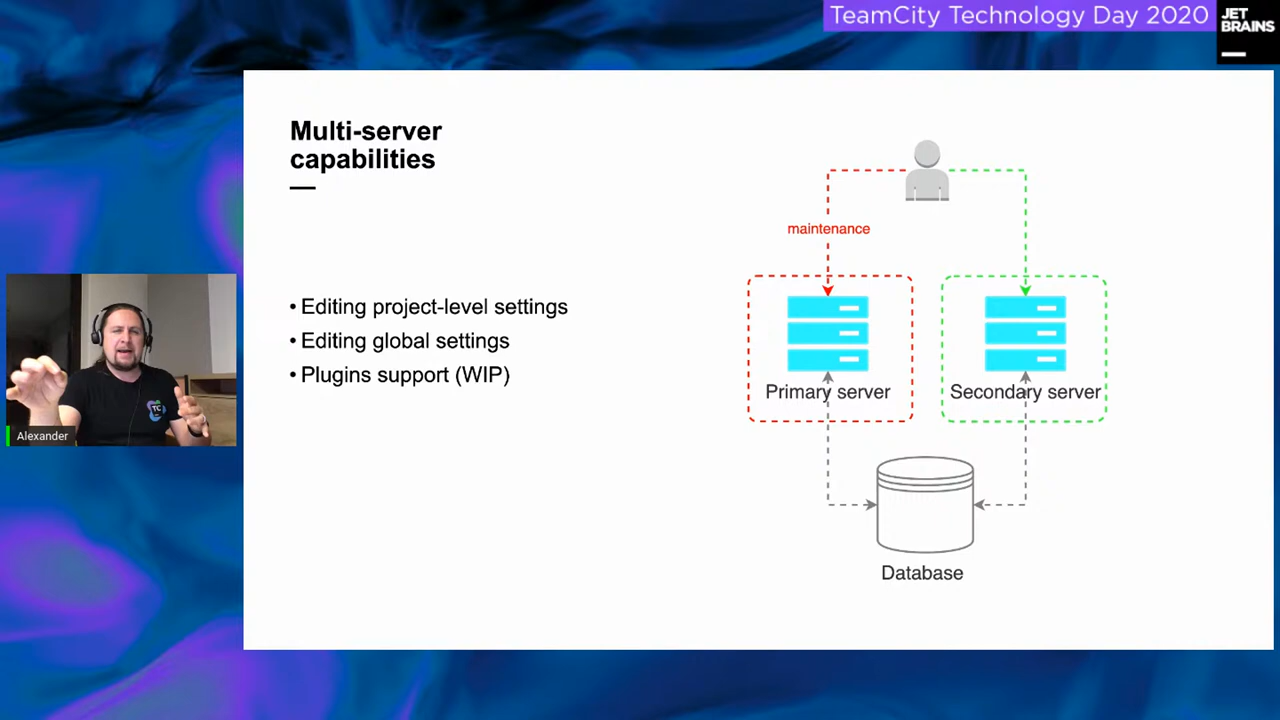 TeamCity Technology Day 2020
JET
BRAINS
Multi-server
capabilities
• Editing project-level settings
• Editing global settings
• Plugins support (WIP)
maintenance
Primary server
Secondary server
Database
TC
Alexander